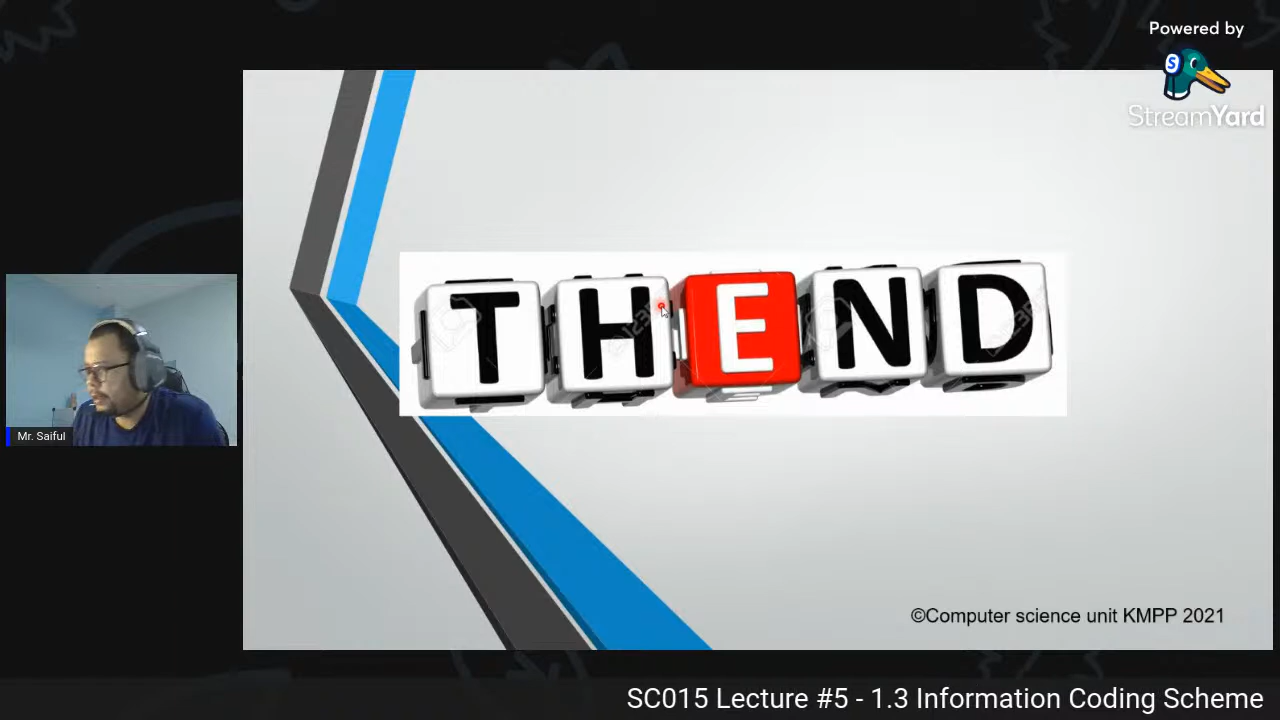 Powered by
StreamYard
THEND
Mr. Saiful
©Computer science unit KMPP 2021
SC015 Lecture #5 - 1.3 Information Coding Scheme